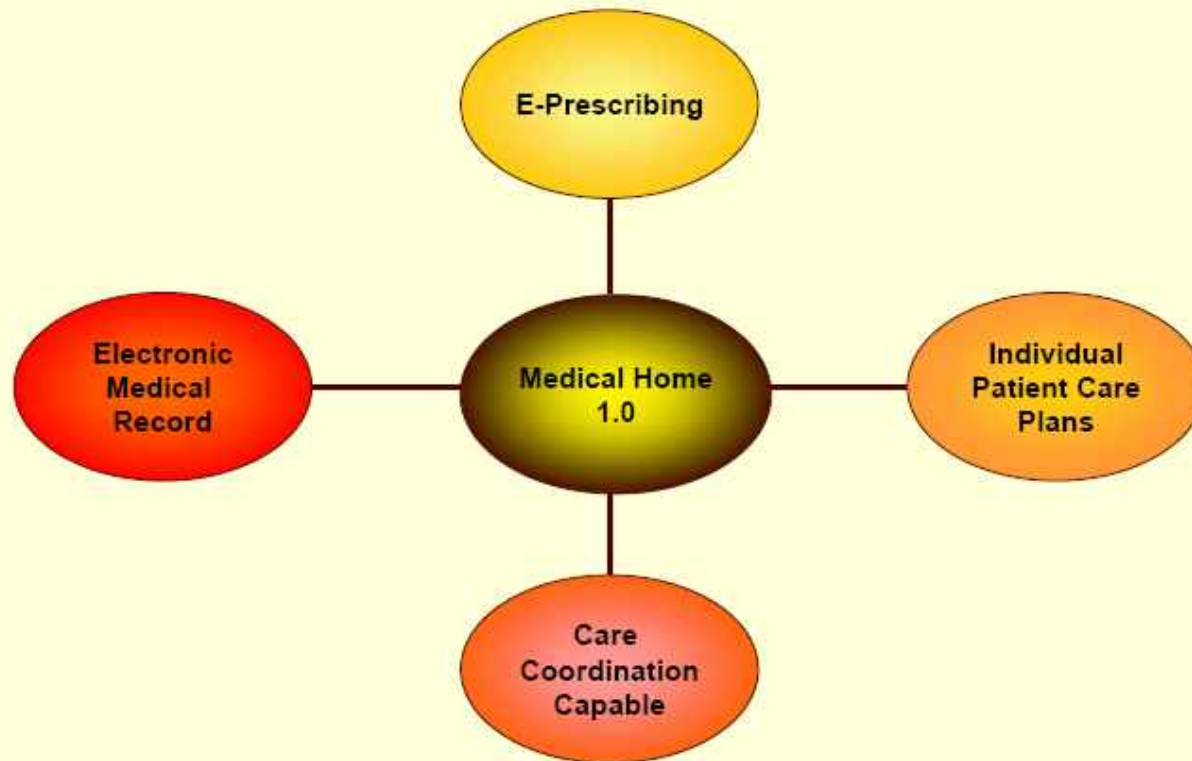 E-Prescribing
Electronic
Medical
Record
Medical Home
1.0
Individual
Patient Care
Plans
Care
Coordination
Capable